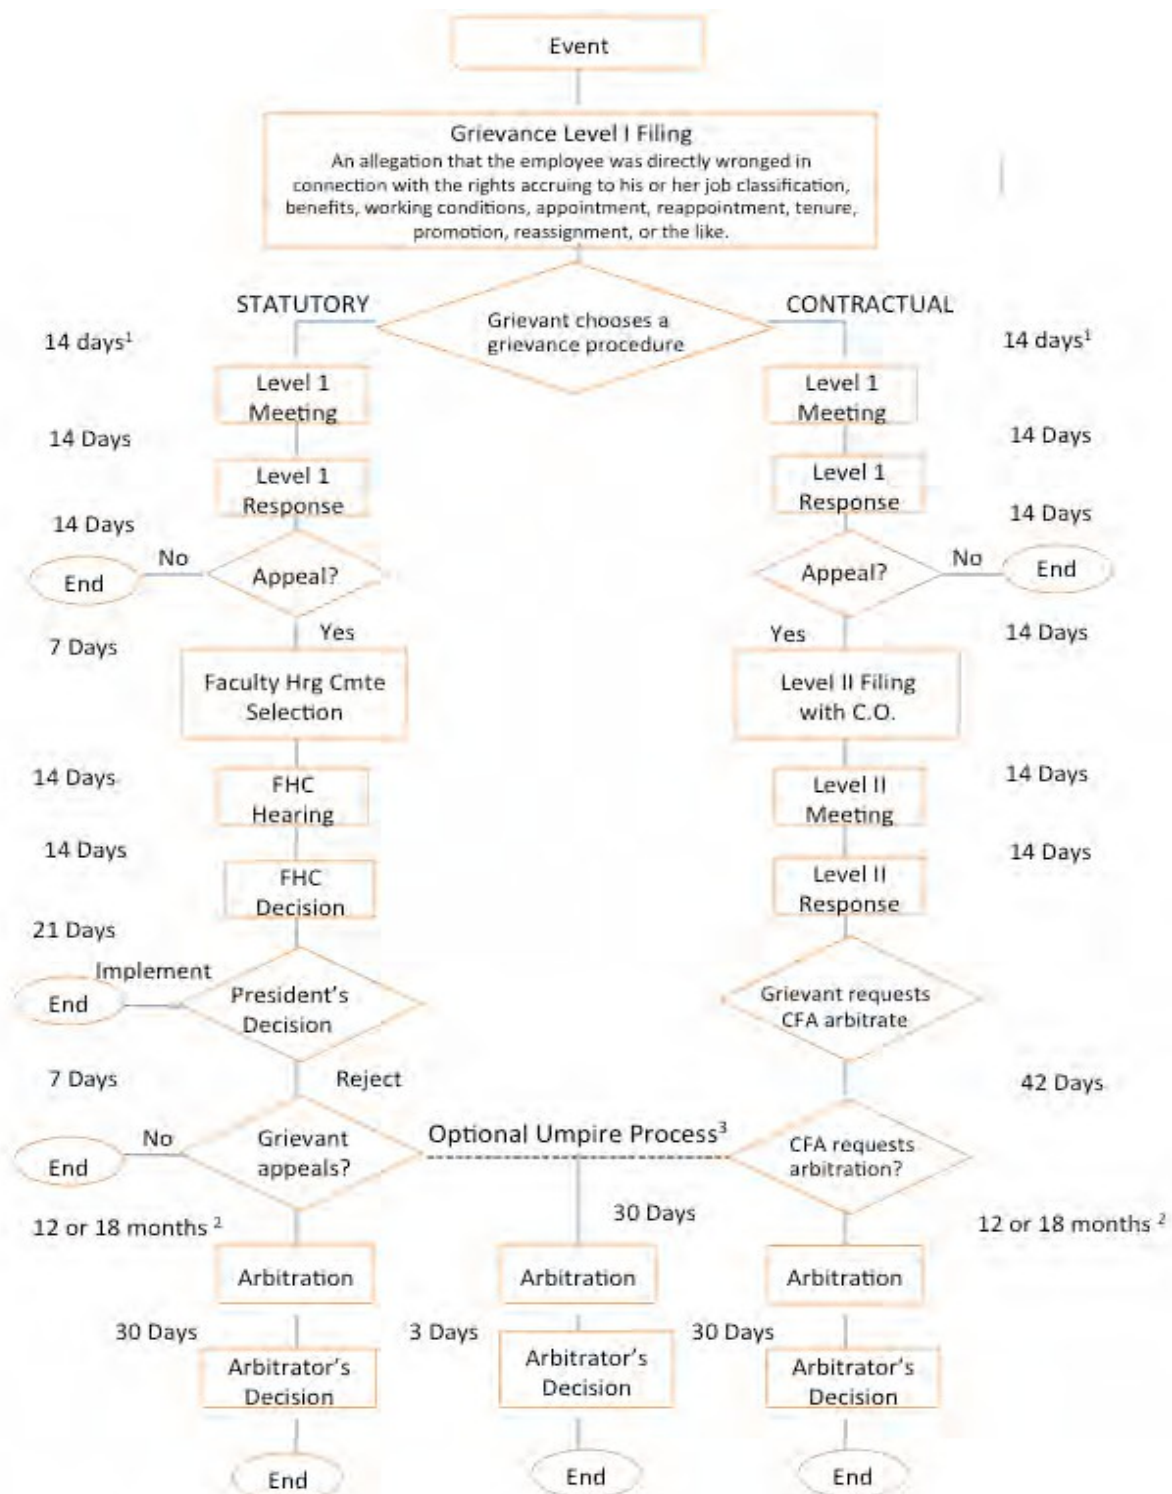 Event
Grievance Level I Filing
An allegation that the employee was directly wronged in
connection with the rights accruing to his or her job classification,
benefits, working conditions, appointment, reappointment, tenure,
promotion, reassignment, or the like.
STATUTORY
CONTRACTUAL
Grievant chooses a
grievance procedure
14 days¹
14 days¹
Level 1
Meeting
Level 1
Meeting
14 Days
14 Days
Level 1
Response
Level 1
Response
14 Days
14 Days
No
End
Appeal?
Appeal?
No
End
Yes
Yes
7 Days
14 Days
Faculty Hrg Cmte
Selection
Level II Filing
with C.O.
14 Days
14 Days
FHC
Hearing
Level II
Meeting
14 Days
14 Days
FHC
Decision
Level II
Response
21 Days
Implement
End
President's
Decision
Grievant requests
CFA arbitrate
7 Days
Reject
42 Days
No
End
Grievant
appeals?
Optional Umpire Process³
CFA requests
arbitration?
12 or 18 months ²
30 Days
12 or 18 months ²
Arbitration
Arbitration
Arbitration
30 Days
3 Days
30 Days
Arbitrator's
Decision
Arbitrator's
Decision
Arbitrator's
Decision
End
End
End